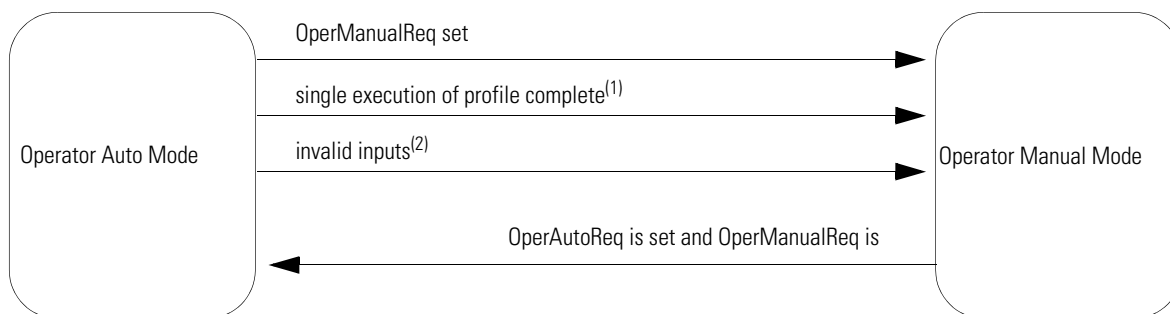 OperManualReq set
single execution of profile complete(1)
invalid inputs(2)
Operator Auto Mode
Operator Manual Mode
OperAutoReq is set and OperManualReq is